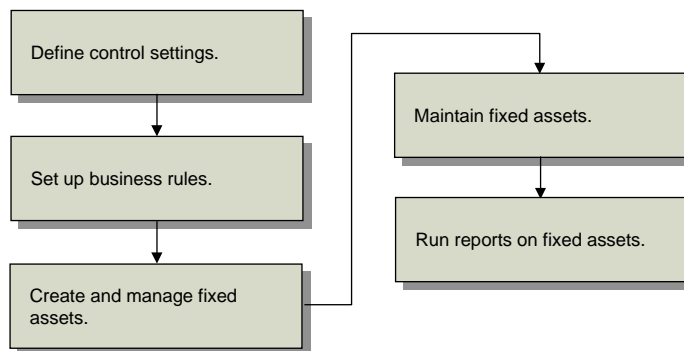 Define control settings.
Set up business rules.
Create and manage fixed
assets.
Maintain fixed assets.
Run reports on fixed assets.